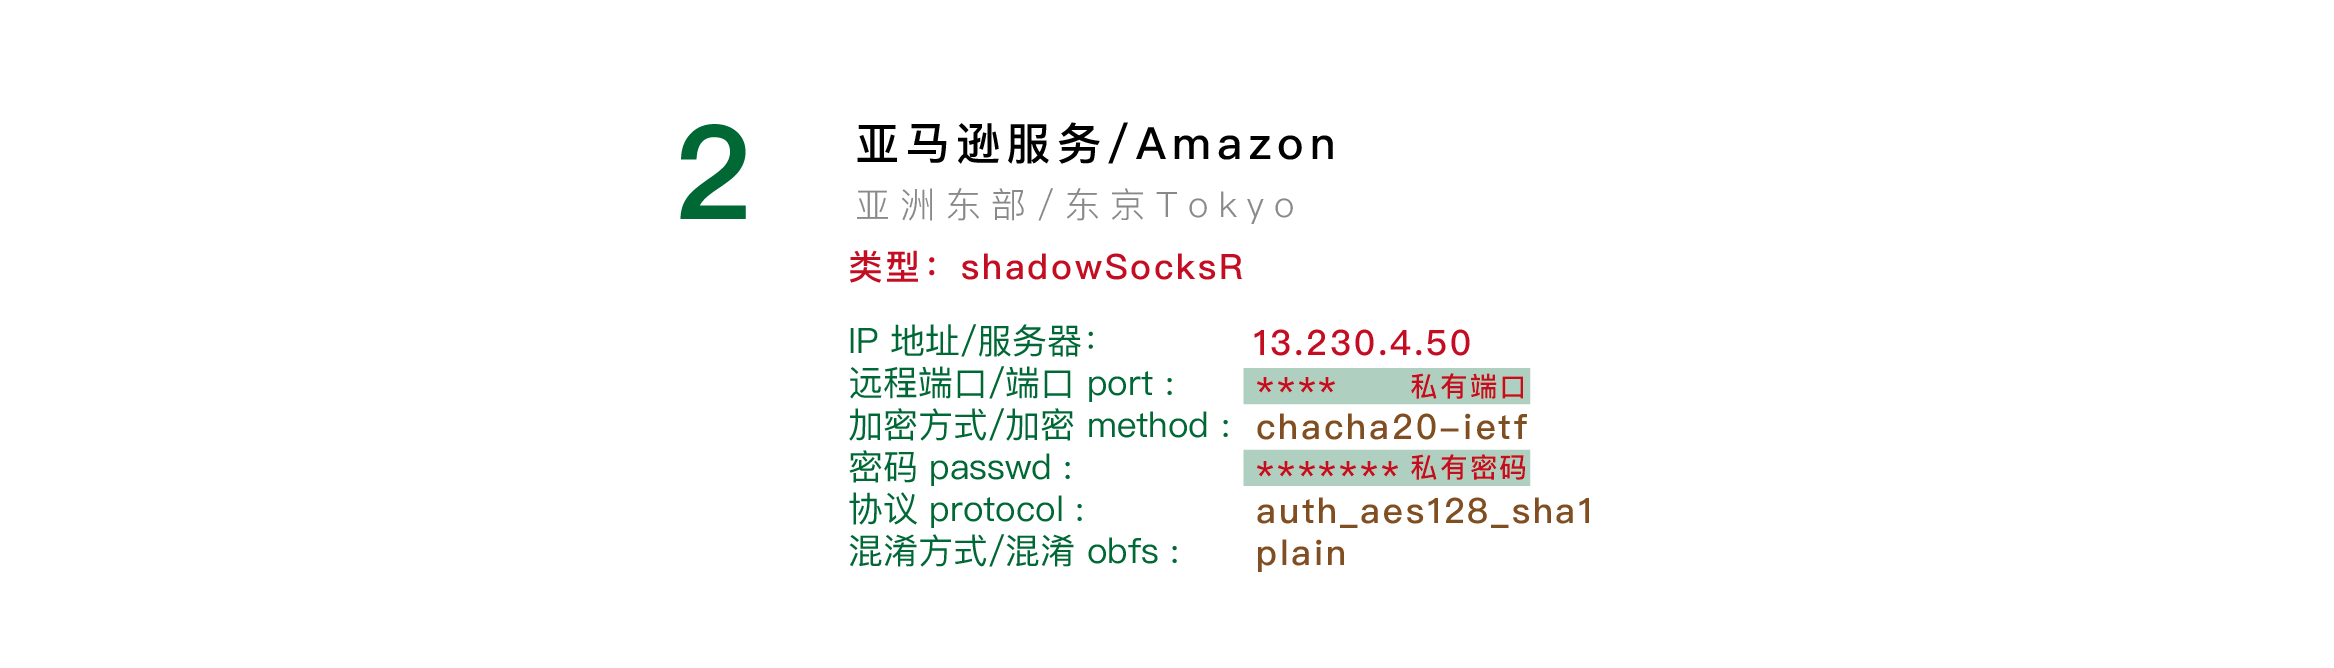 2
亚马逊服务/Amazon
亚洲东部/东京Tokyo
类型：shadowSocksR
IP 地址/服务器： 13.230.4.50
远程端口/端口 port： **** 私有端口
加密方式/加密 method： chacha20-ietf
密码 passwd： ******* 私有密码
协议 protocol： auth_aes128_sha1
混淆方式/混淆 obfs： plain